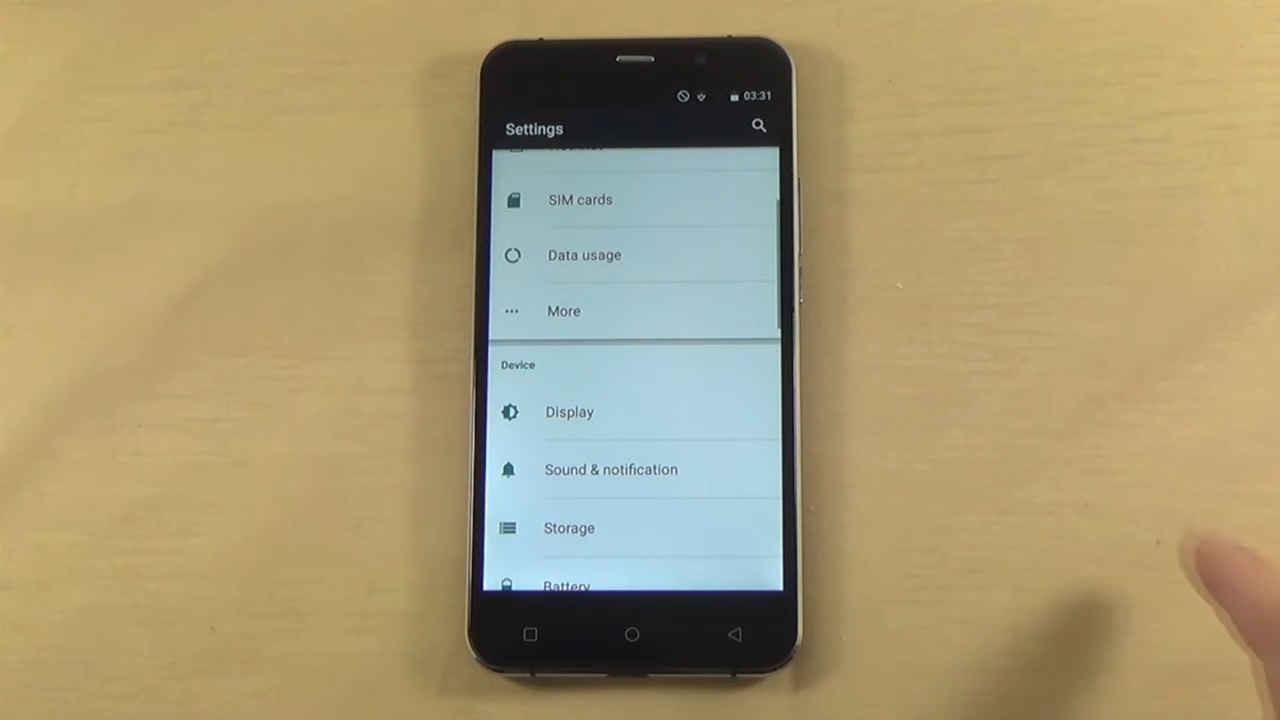 03:31
Settings
SIM cards
Data usage
More
Device
Display
Sound & notification
Storage
Battery